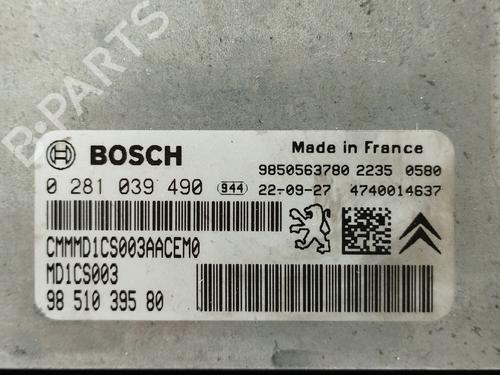 B-PARTS
BOSCH
Made in France
9850563780 2235 0580
0 281 039 490 944 22-09-27 4740014637
CMMMD1CS003AACEM0
MD1CS003
98 510 395 80